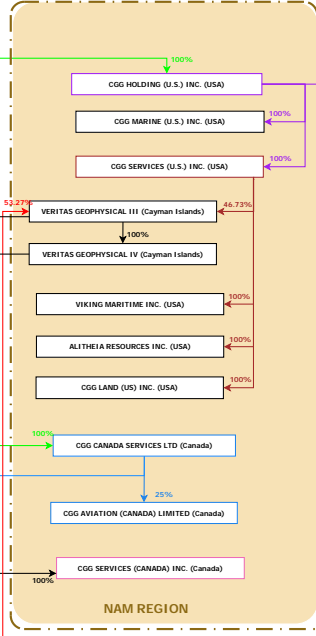 100%
CGG HOLDING (U.S.) INC. (USA)
CGG MARINE (U.S.) INC. (USA)
100%
CGG SERVICES (U.S.) INC. (USA)
100%
53.27%
VERITAS GEOPHYSICAL III (Cayman Islands)
46.73%
100%
VERITAS GEOPHYSICAL IV (Cayman Islands)
VIKING MARITIME INC. (USA)
100%
ALITHEIA RESOURCES INC. (USA)
100%
CGG LAND (US) INC. (USA)
100%
100%
CGG CANADA SERVICES LTD (Canada)
25%
CGG AVIATION (CANADA) LIMITED (Canada)
CGG SERVICES (CANADA) INC. (Canada)
100%
NAM REGION